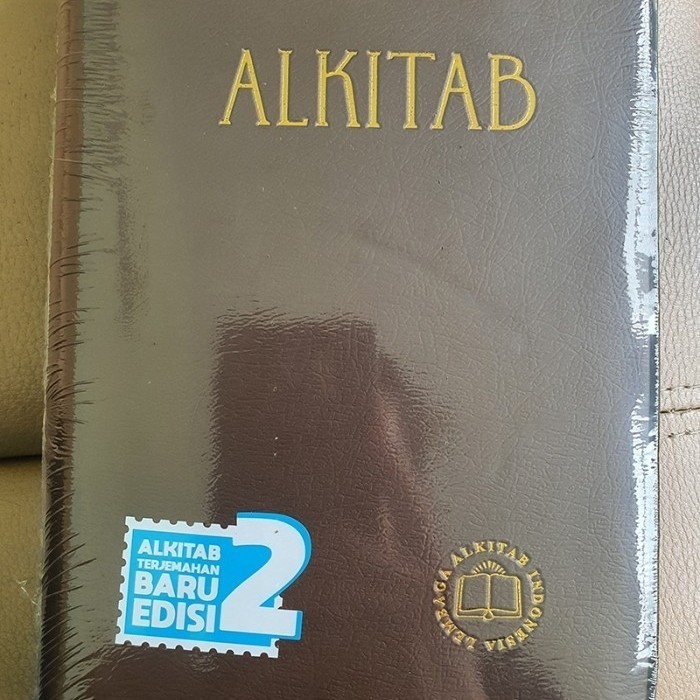 ALKITAB
ALKITAB
TERJEMAHAN
BARU
EDISI 2
LEMBAGA ALKITAB INDONESIA